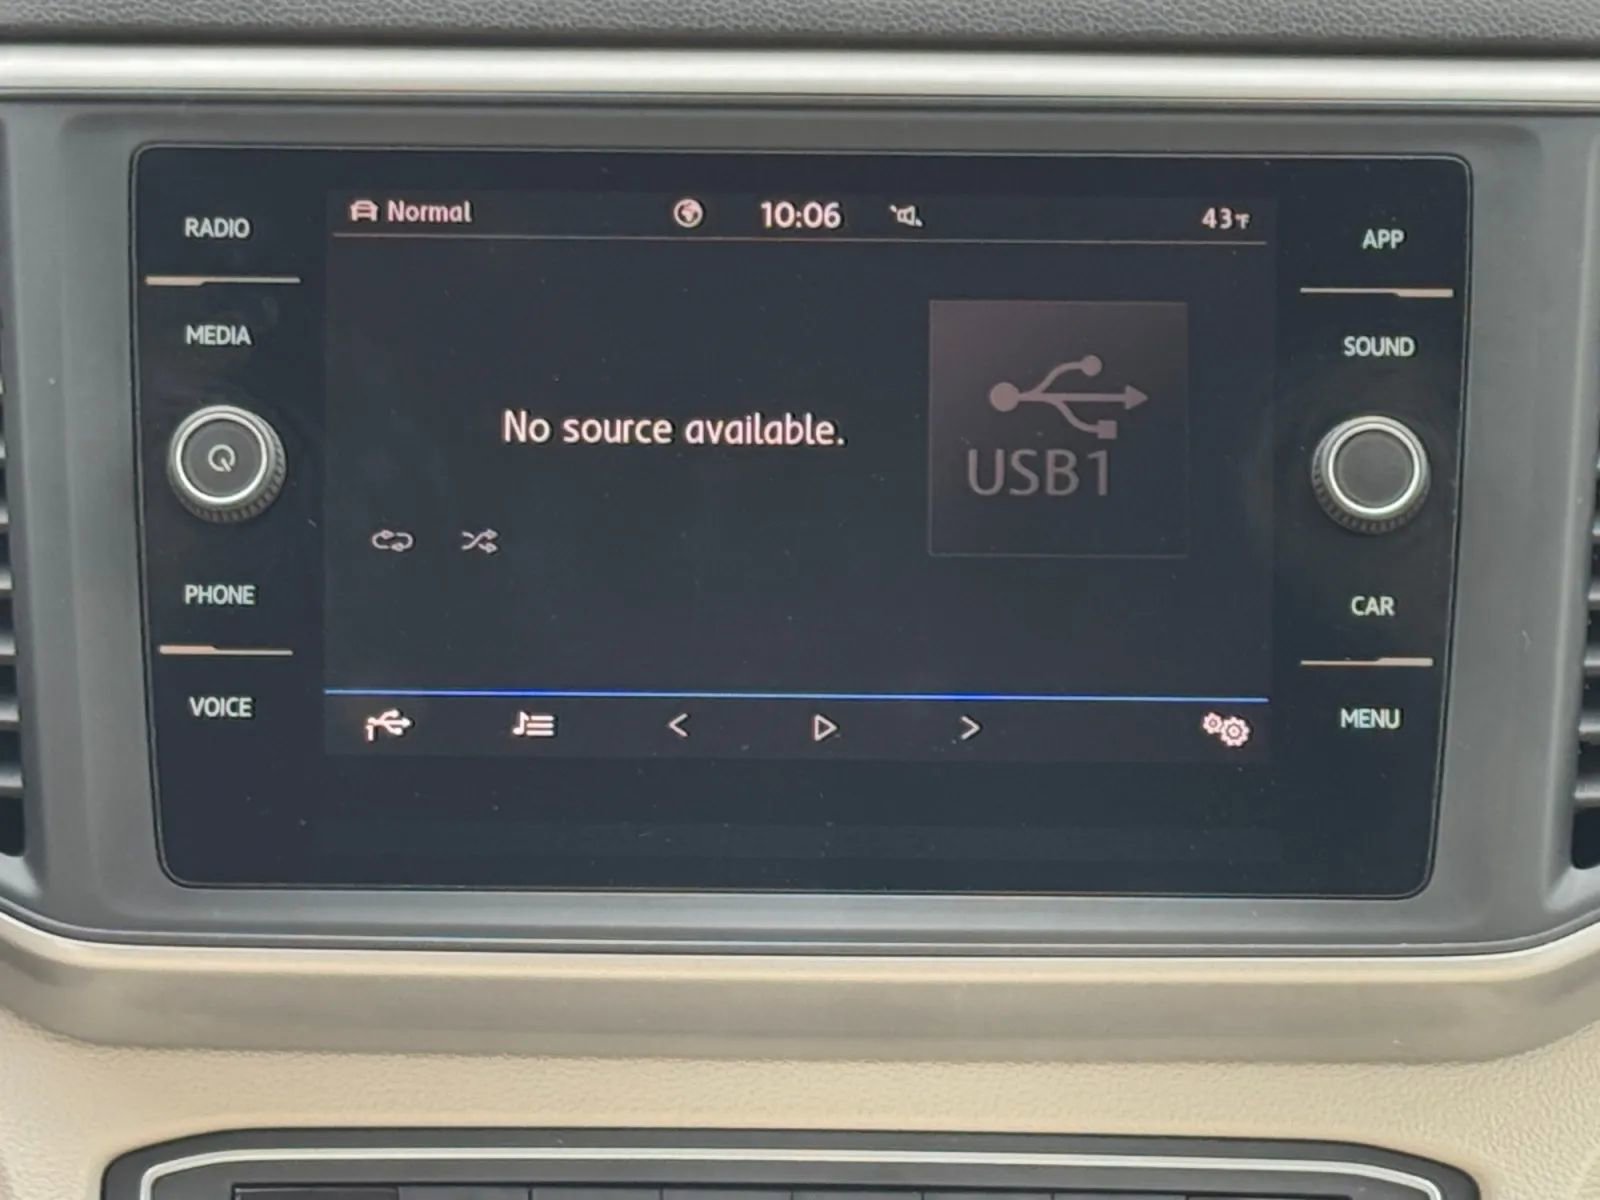 RADIO
MEDIA
PHONE
VOICE
Normal
10:06
43°F
No source available.
USB1
APP
SOUND
CAR
MENU